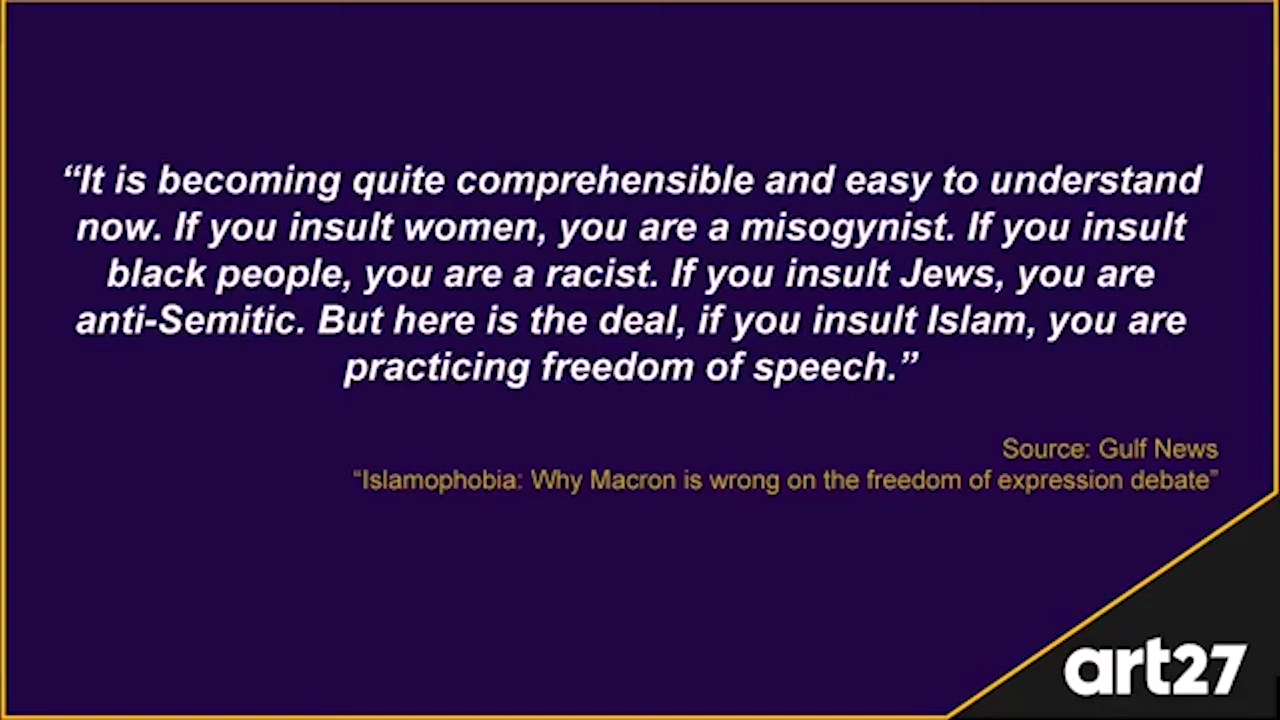 “It is becoming quite comprehensible and easy to understand
now. If you insult women, you are a misogynist. If you insult
black people, you are a racist. If you insult Jews, you are
anti-Semitic. But here is the deal, if you insult Islam, you are
practicing freedom of speech.”
Source: Gulf News
“Islamophobia: Why Macron is wrong on the freedom of expression debate”
art27